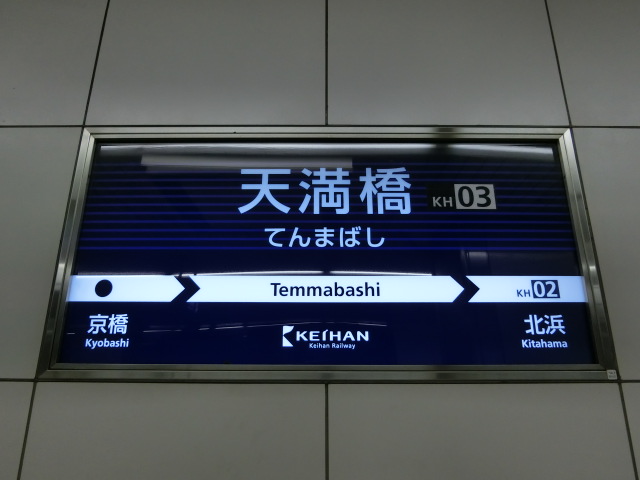 天満橋 KH 03
てんまばし
Temmabashi KH 02
京橋 北浜
Kyobashi Kitahama
KEIHAN
Keihan Railway